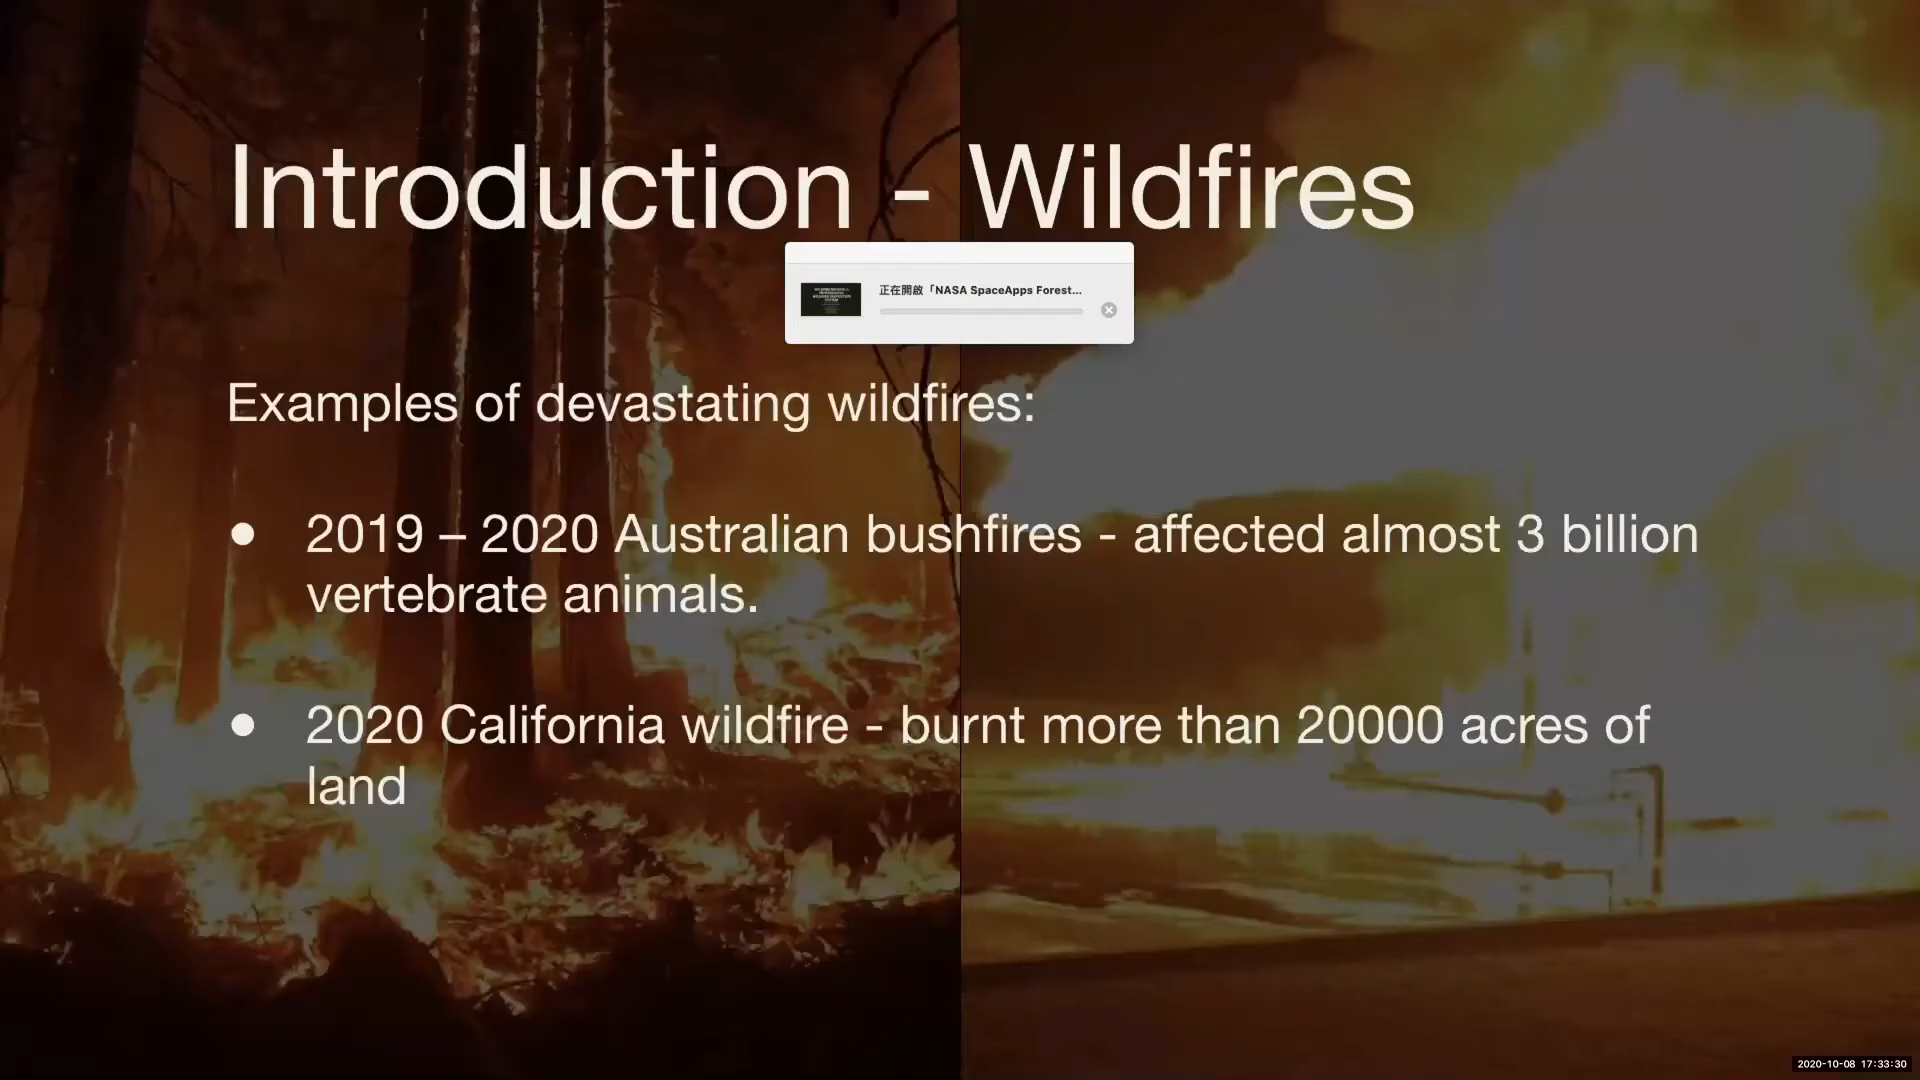 Introduction - Wildfires
正在開啟「NASA SpaceApps Forest...
Examples of devastating wildfires:
● 2019 – 2020 Australian bushfires - affected almost 3 billion
vertebrate animals.
● 2020 California wildfire - burnt more than 20000 acres of
land
2020-10-08 17:33:30